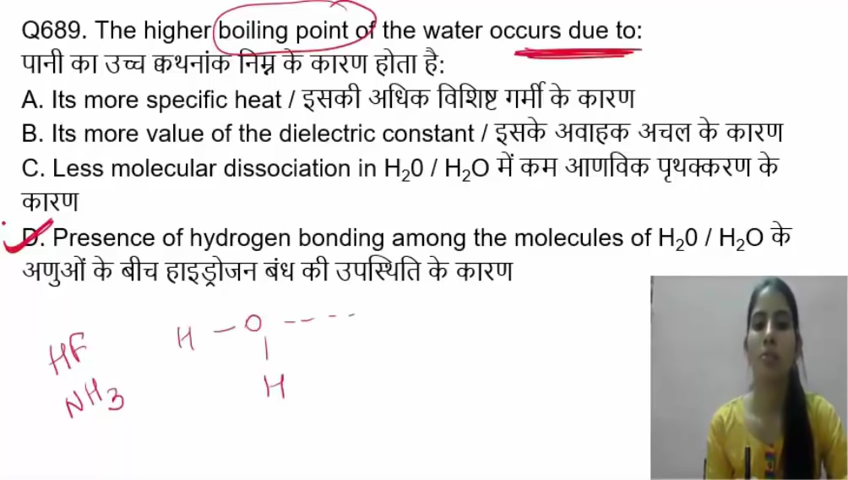 Q689. The higher boiling point of the water occurs due to:
पानी का उच्च क्वथनांक निम्न के कारण होता है:
A. Its more specific heat / इसकी अधिक विशिष्ट गर्मी के कारण
B. Its more value of the dielectric constant / इसके अवाहक अचल के कारण
C. Less molecular dissociation in H₂0 / H₂O में कम आणविक पृथक्करण के
कारण
D. Presence of hydrogen bonding among the molecules of H₂0 / H₂O के
अणुओं के बीच हाइड्रोजन बंध की उपस्थिति के कारण
H – O ----
|
H
HF
NH3